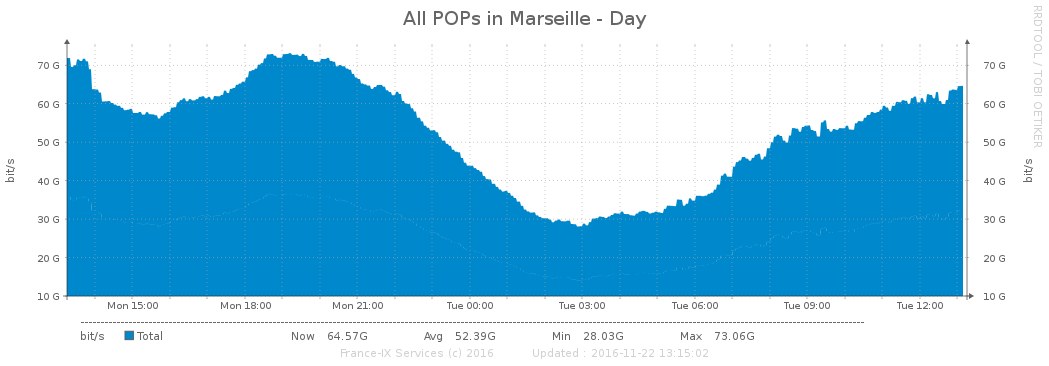 All POPs in Marseille - Day
RRDTOOL / TOBI OETIKER
bit/s
70 G
60 G
50 G
40 G
30 G
20 G
10 G
70 G
60 G
50 G
40 G
30 G
20 G
10 G
bit/s
Mon 15:00 Mon 18:00 Mon 21:00 Tue 00:00 Tue 03:00 Tue 06:00 Tue 09:00 Tue 12:00
bit/s Total Now 64.57G Avg 52.39G Min 28.03G Max 73.06G
France-IX Services (c) 2016 Updated : 2016-11-22 13:15:02